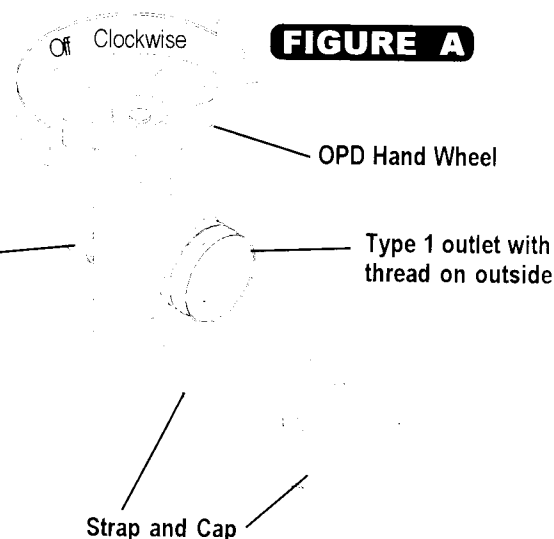 Off Clockwise
FIGURE A
OPD Hand Wheel
Type 1 outlet with
thread on outside
Strap and Cap